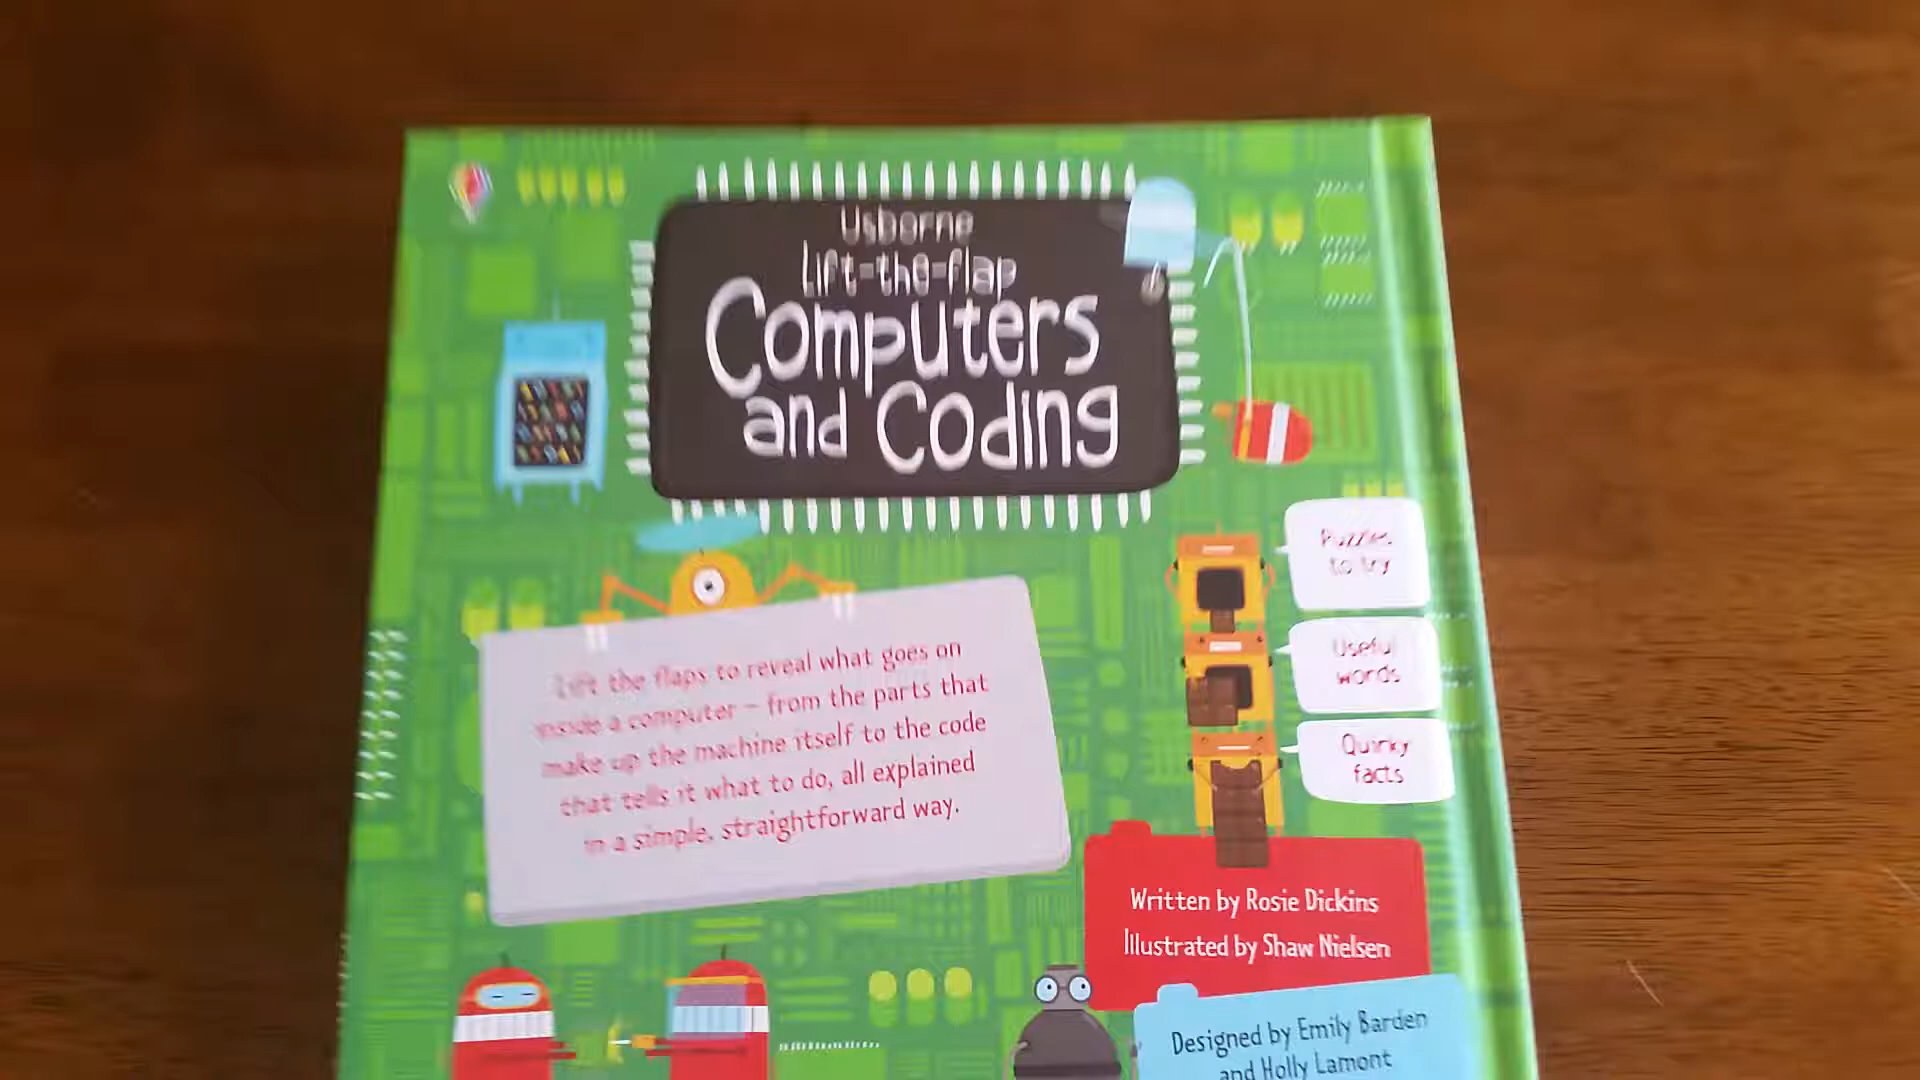 Usborne
Lift-the-flap
Computers
and Coding
Puzzles
to try
Useful
words
Quirky
facts
Lift the flaps to reveal what goes on
inside a computer – from the parts that
make up the machine itself to the code
that tells it what to do, all explained
in a simple, straightforward way.
Written by Rosie Dickins
Illustrated by Shaw Nielsen
Designed by Emily Barden
and Holly Lamont